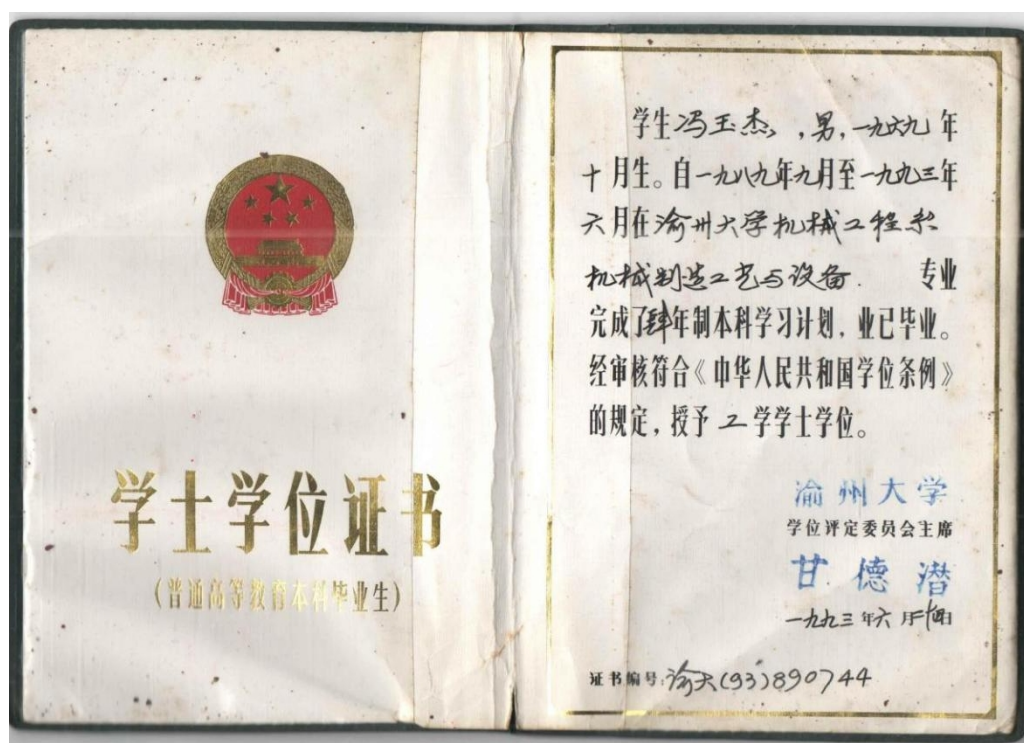 学士学位证书
(普通高等教育本科毕业生)
学生冯玉杰,男,一九六九年
十月生。自一九八九年九月至一九九三年
六月在渝州大学机械工程系
机械制造工艺与设备. 专业
完成了肆年制本科学习计划,业已毕业。
经审核符合《中华人民共和国学位条例》
的规定,授予工学学士学位。
渝州大学
学位评定委员会主席
甘德潜
一九九三年六月 日
证书编号:渝大(93)890744